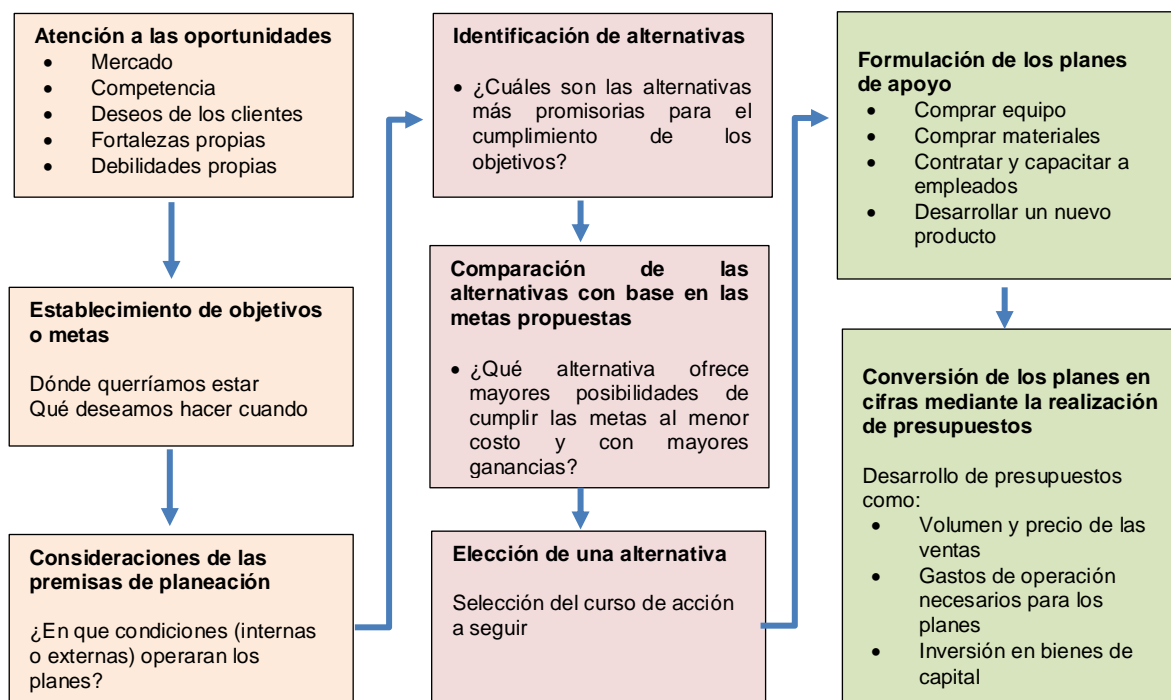 Atención a las oportunidades
• Mercado
• Competencia
• Deseos de los clientes
• Fortalezas propias
• Debilidades propias
Establecimiento de objetivos
o metas
Dónde querríamos estar
Qué deseamos hacer cuando
Consideraciones de las
premisas de planeación
¿En que condiciones (internas
o externas) operaran los
planes?
Identificación de alternativas
• ¿Cuáles son las alternativas
más promisorias para el
cumplimiento de los
objetivos?
Comparación de las
alternativas con base en las
metas propuestas
• ¿Qué alternativa ofrece
mayores posibilidades de
cumplir las metas al menor
costo y con mayores
ganancias?
Elección de una alternativa
Selección del curso de acción
a seguir
Formulación de los planes
de apoyo
• Comprar equipo
• Comprar materiales
• Contratar y capacitar a
empleados
• Desarrollar un nuevo
producto
Conversión de los planes en
cifras mediante la realización
de presupuestos
Desarrollo de presupuestos
como:
• Volumen y precio de las
ventas
• Gastos de operación
necesarios para los
planes
• Inversión en bienes de
capital